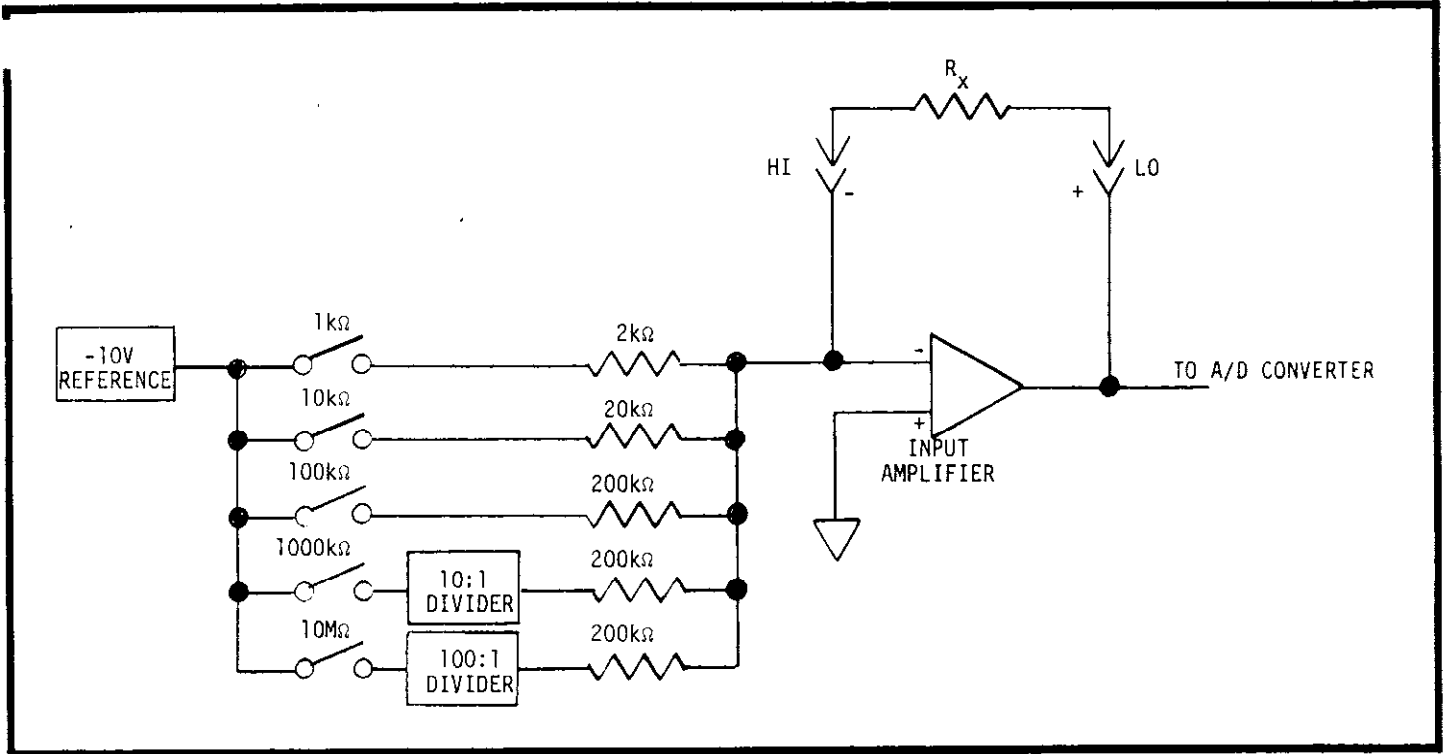 Rx
HI
-
+
LO
1kΩ
2kΩ
-10V
REFERENCE
-
TO A/D CONVERTER
10kΩ
20kΩ
+
INPUT
AMPLIFIER
100kΩ
200kΩ
1000kΩ
10:1
DIVIDER
200kΩ
10MΩ
100:1
DIVIDER
200kΩ